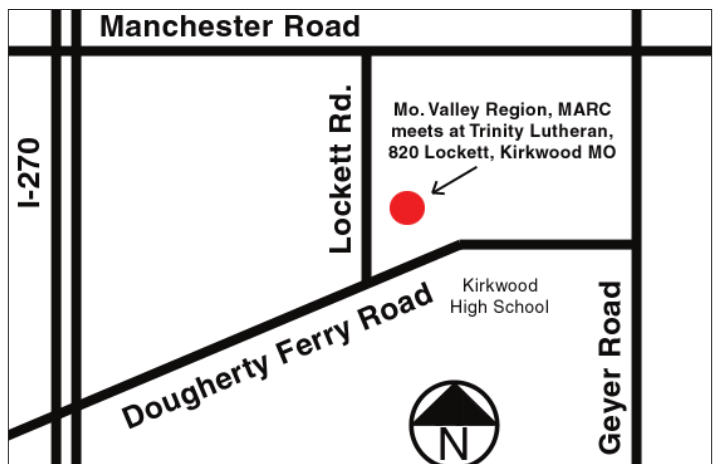 Manchester Road
I-270
Lockett Rd.
Mo. Valley Region, MARC
meets at Trinity Lutheran,
820 Lockett, Kirkwood MO
Kirkwood
High School
Dougherty Ferry Road
Geyer Road
N